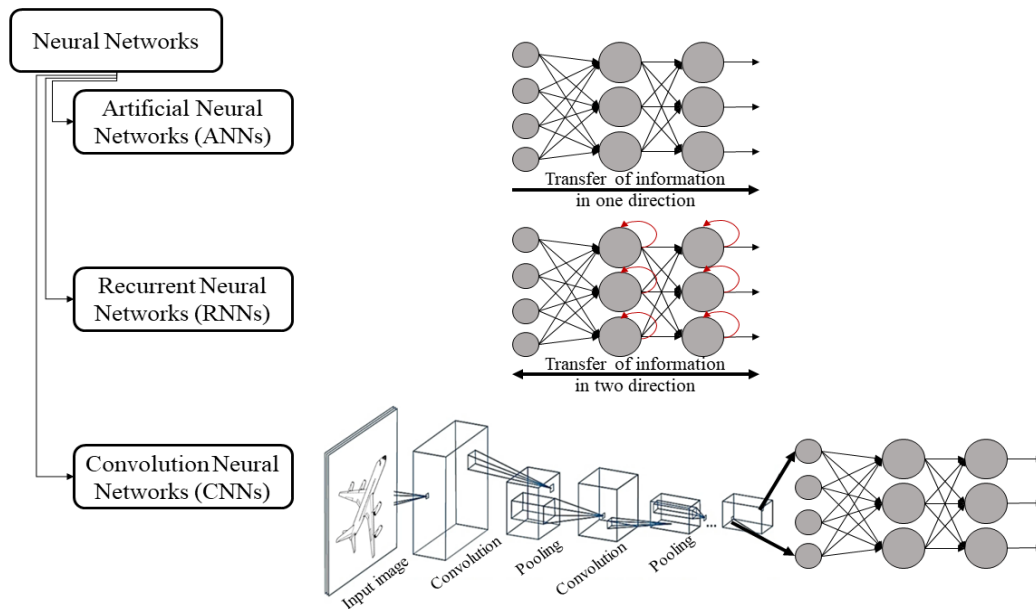 Neural Networks
Artificial Neural
Networks (ANNs)
Transfer of information
in one direction
Recurrent Neural
Networks (RNNs)
Transfer of information
in two direction
Convolution Neural
Networks (CNNs)
Input image
Convolution
Pooling
Convolution
Pooling
...